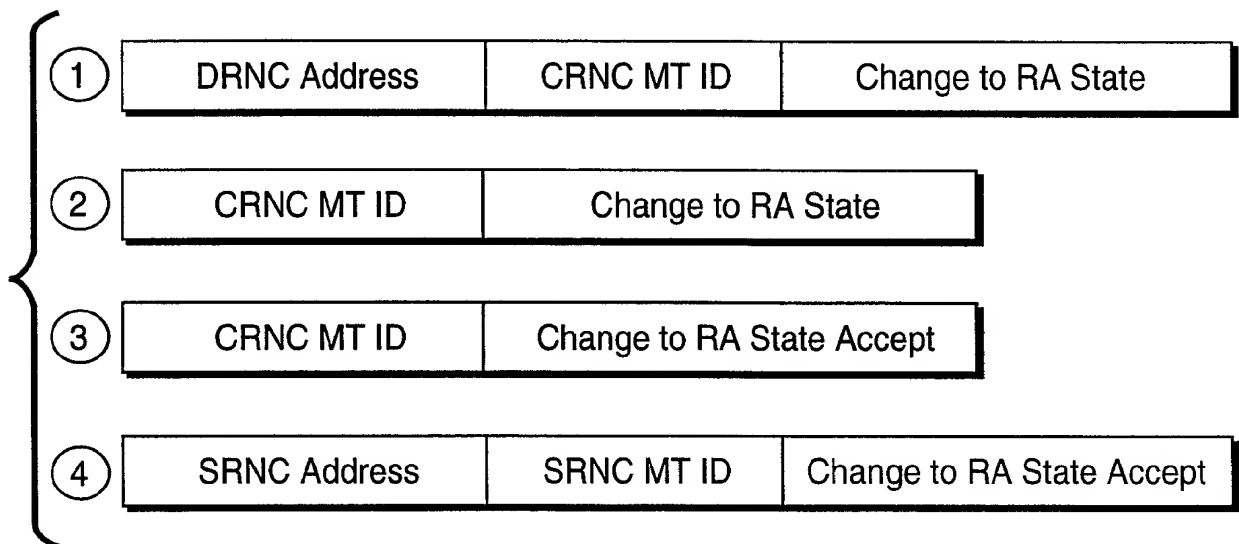 1 DRNC Address CRNC MT ID Change to RA State
2 CRNC MT ID Change to RA State
3 CRNC MT ID Change to RA State Accept
4 SRNC Address SRNC MT ID Change to RA State Accept